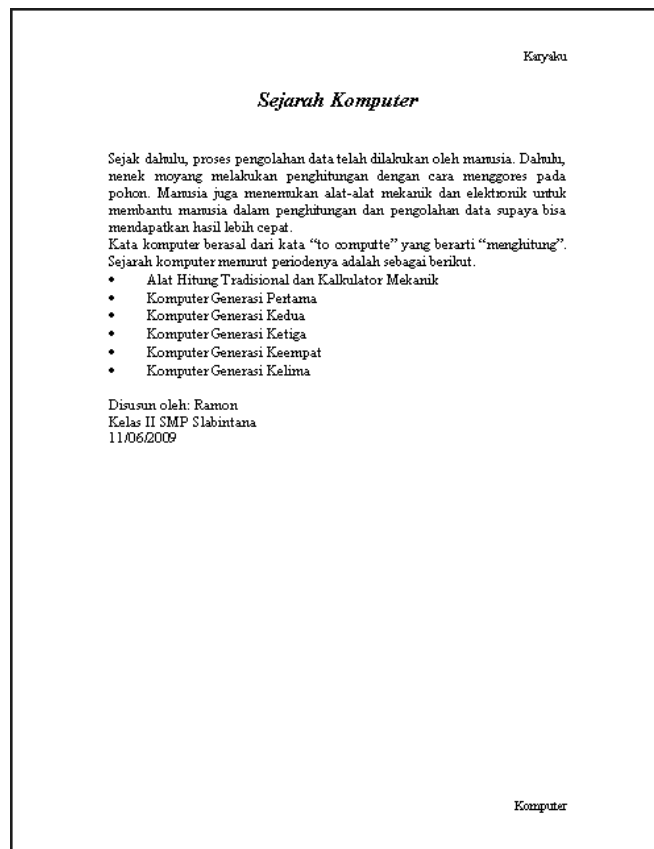 Karyaku
Sejarah Komputer
Sejak dahulu, proses pengolahan data telah dilakukan oleh manusia. Dahulu,
nenek moyang melakukan penghitungan dengan cara menggores pada
pohon. Manusia juga menemukan alat-alat mekanik dan elektronik untuk
membantu manusia dalam penghitungan dan pengolahan data supaya bisa
mendapatkan hasil lebih cepat.
Kata komputer berasal dari kata “to computte” yang berarti “menghitung”.
Sejarah komputer menurut periodenya adalah sebagai berikut.
• Alat Hitung Tradisional dan Kalkulator Mekanik
• Komputer Generasi Pertama
• Komputer Generasi Kedua
• Komputer Generasi Ketiga
• Komputer Generasi Keempat
• Komputer Generasi Kelima
Disusun oleh: Ramon
Kelas II SMP Slabintana
11/06/2009
Komputer